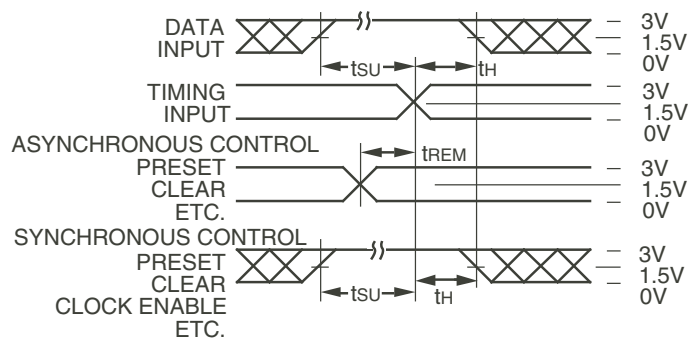 DATA
INPUT
tSU
tH
3V
1.5V
0V
TIMING
INPUT
3V
1.5V
0V
ASYNCHRONOUS CONTROL
PRESET
CLEAR
ETC.
tREM
3V
1.5V
0V
SYNCHRONOUS CONTROL
PRESET
CLEAR
CLOCK ENABLE
ETC.
tSU
tH
3V
1.5V
0V